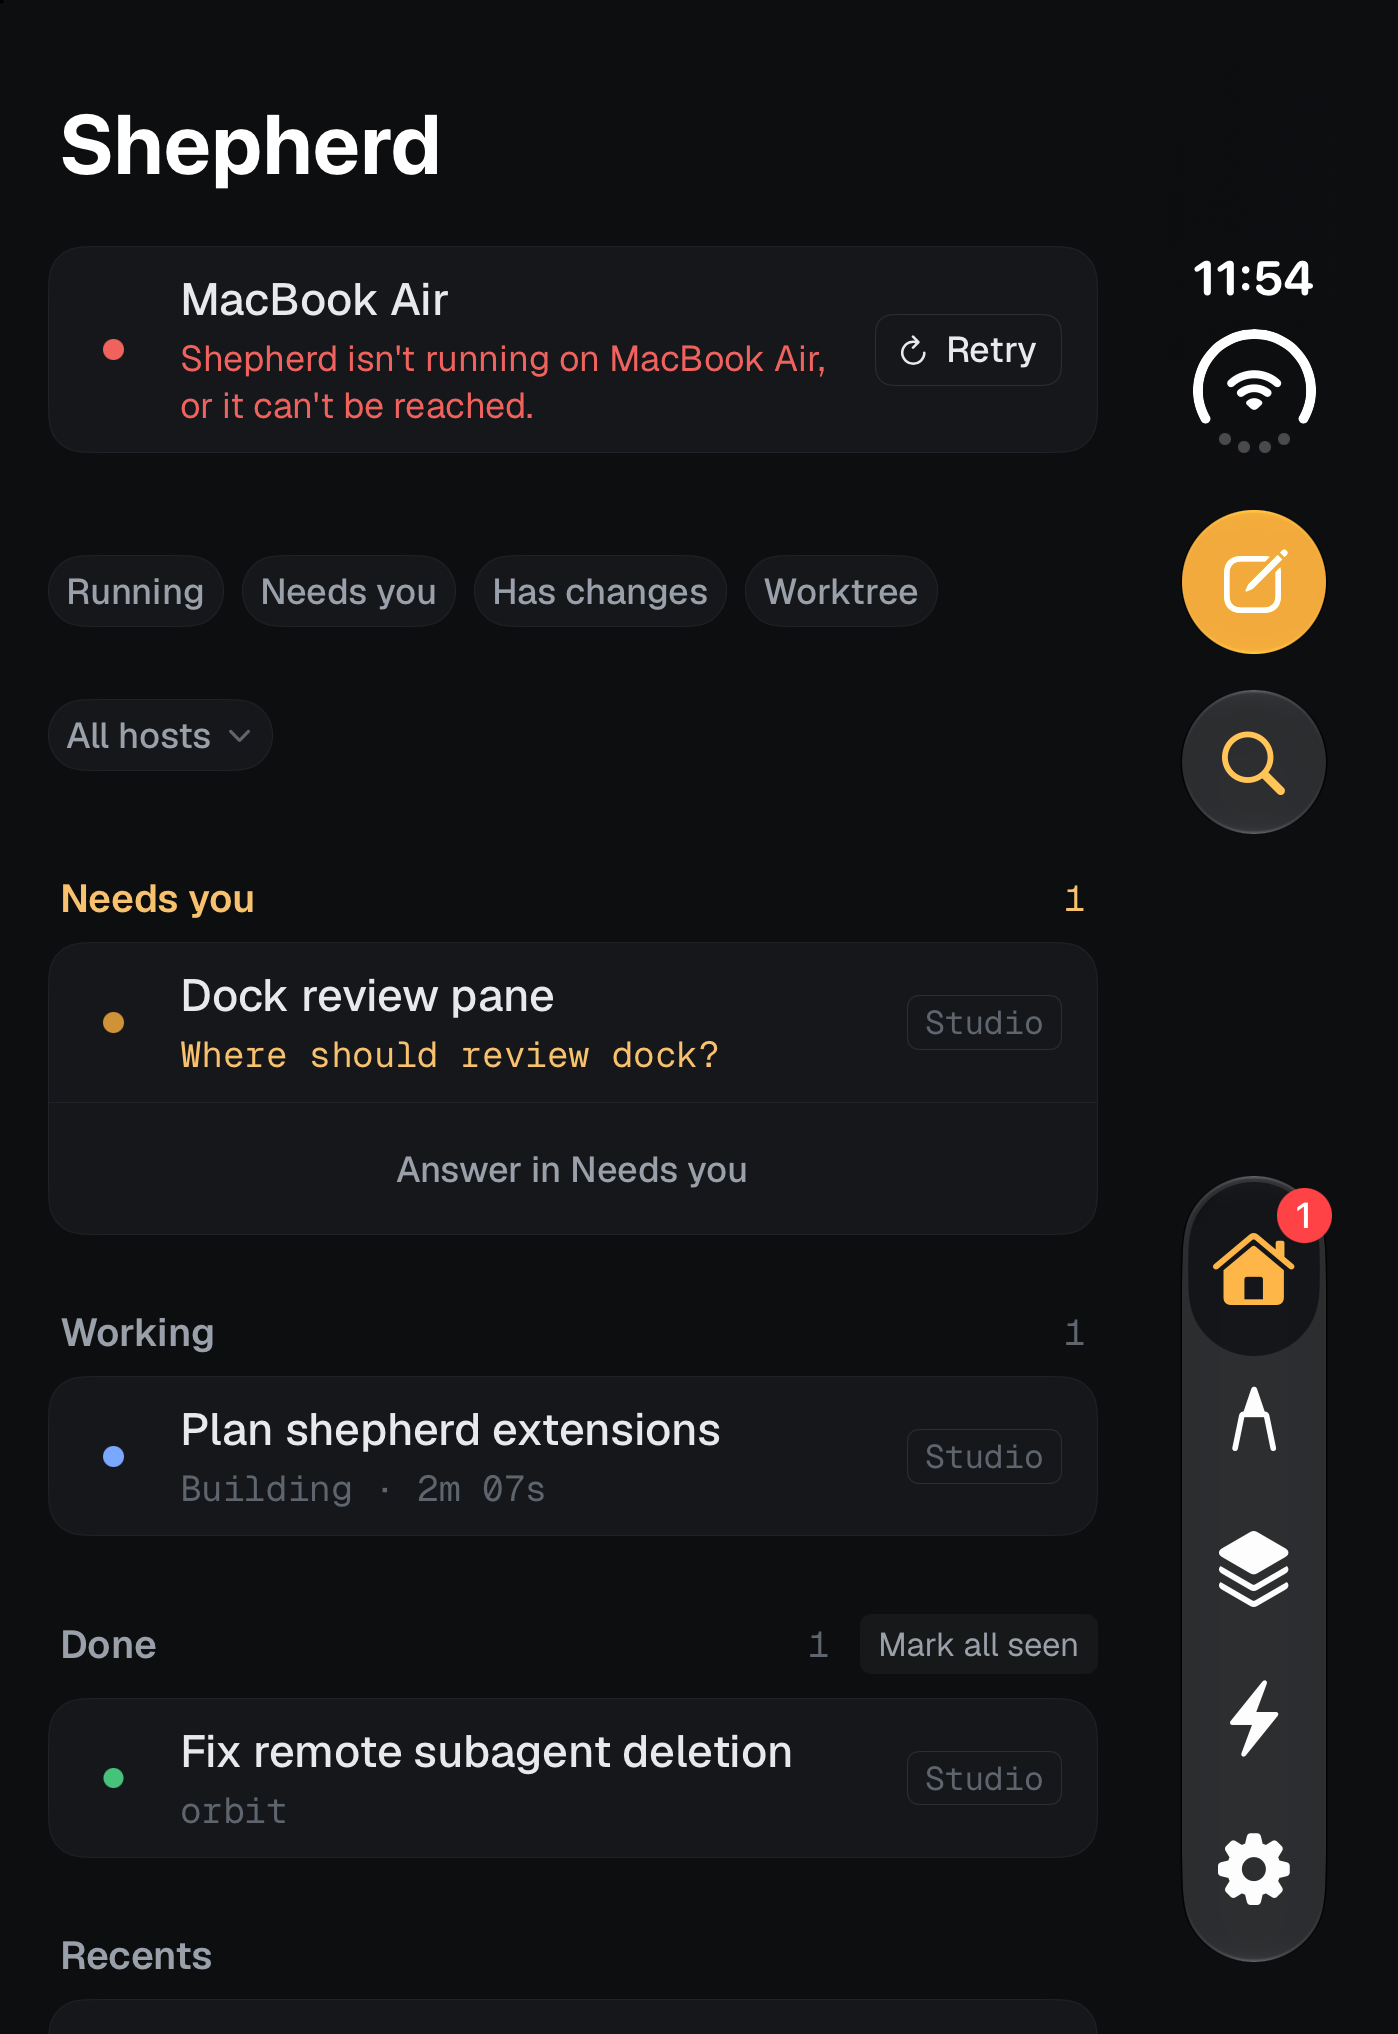 Shepherd
MacBook Air
Shepherd isn't running on MacBook Air,
or it can't be reached.
Retry
11:54
Running
Needs you
Has changes
Worktree
All hosts
Needs you
1
Dock review pane
Where should review dock?
Studio
Answer in Needs you
1
Working
1
Plan shepherd extensions
Building · 2m 07s
Studio
Done
1
Mark all seen
Fix remote subagent deletion
orbit
Studio
Recents